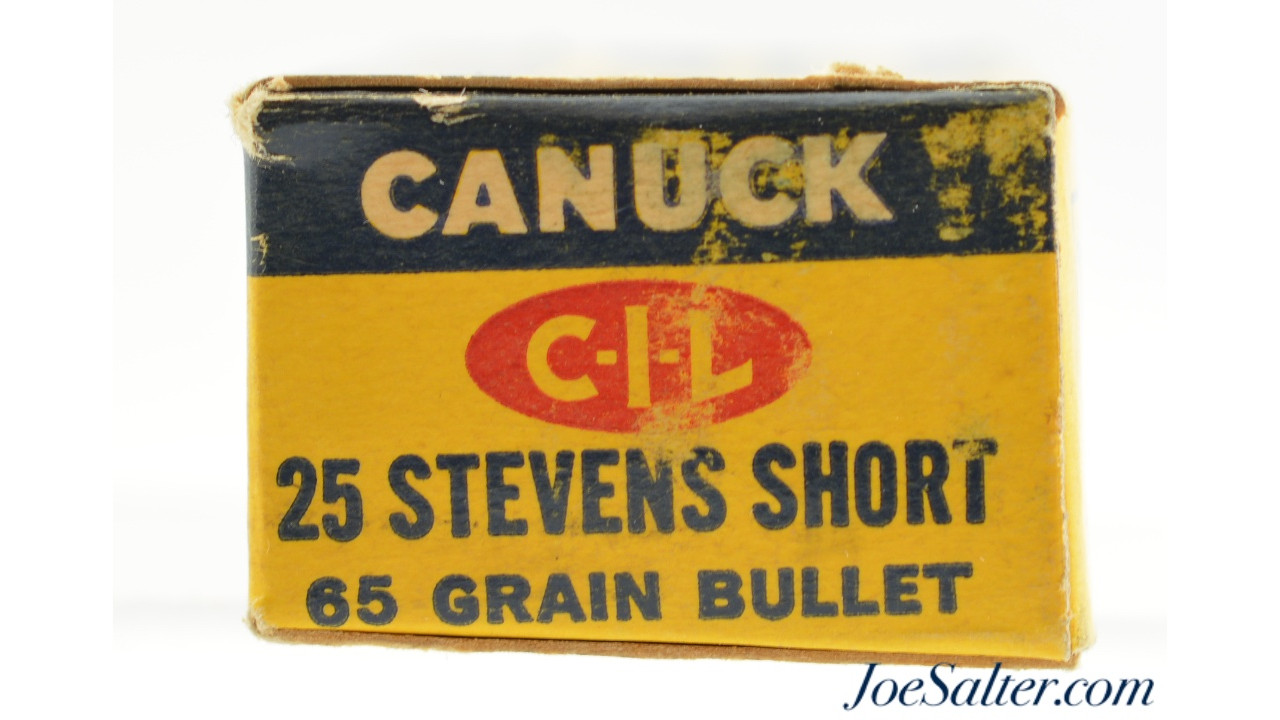 CANUCK
C-I-L
25 STEVENS SHORT
65 GRAIN BULLET
JoeSalter.com